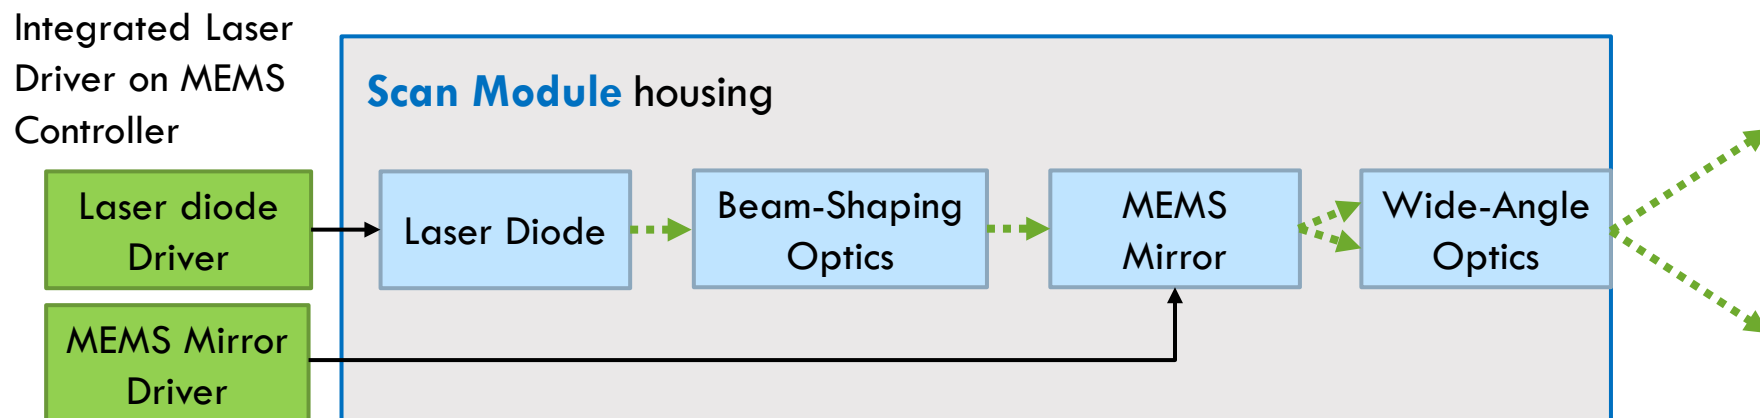 Integrated Laser
Driver on MEMS
Controller
Scan Module housing
Laser diode
Driver
Laser Diode
Beam-Shaping
Optics
MEMS
Mirror
Wide-Angle
Optics
MEMS Mirror
Driver